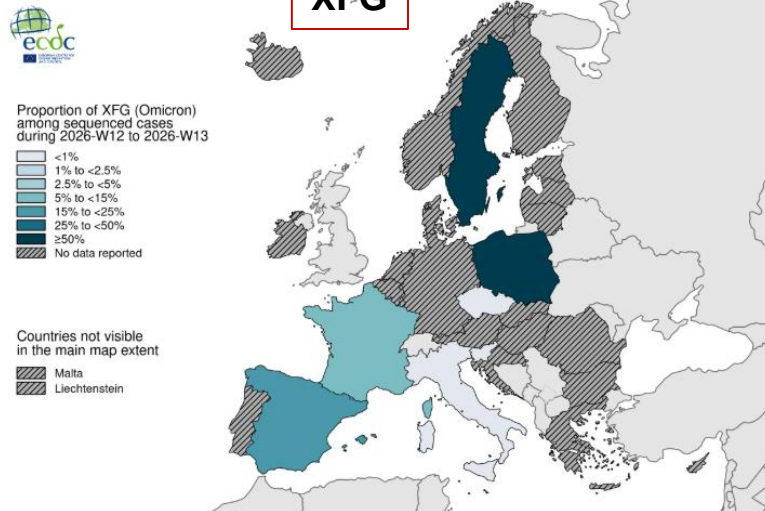 XFG
ecdc
Proportion of XFG (Omicron)
among sequenced cases
during 2026-W12 to 2026-W13
<1%
1% to <2.5%
2.5% to <5%
5% to <15%
15% to <25%
25% to <50%
≥50%
No data reported
Countries not visible
in the main map extent
Malta
Liechtenstein